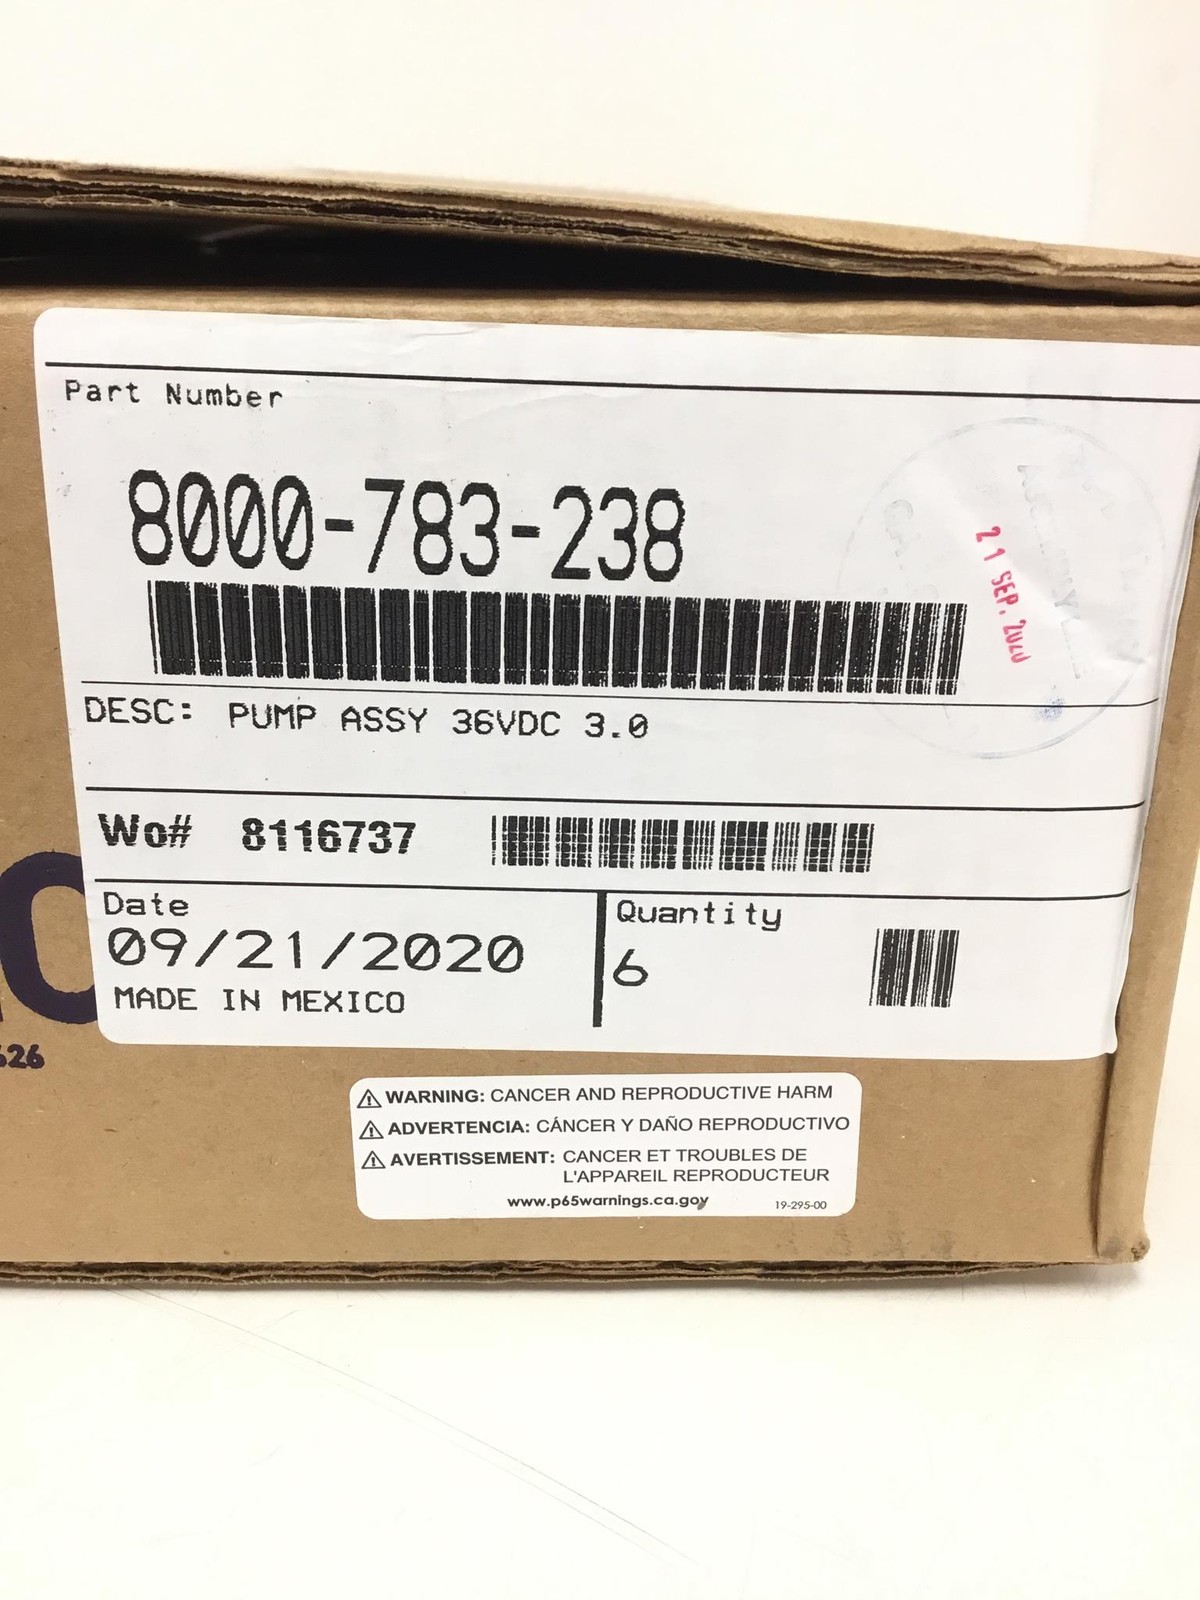 Part Number
8000-783-238
21 SEP. 2020
DESC: PUMP ASSY 36VDC 3.0
Wo# 8116737
Date
09/21/2020
MADE IN MEXICO
Quantity
6
626
WARNING: CANCER AND REPRODUCTIVE HARM
ADVERTENCIA: CÁNCER Y DAÑO REPRODUCTIVO
AVERTISSEMENT: CANCER ET TROUBLES DE
L'APPAREIL REPRODUCTEUR
www.p65warnings.ca.gov
19-295-00